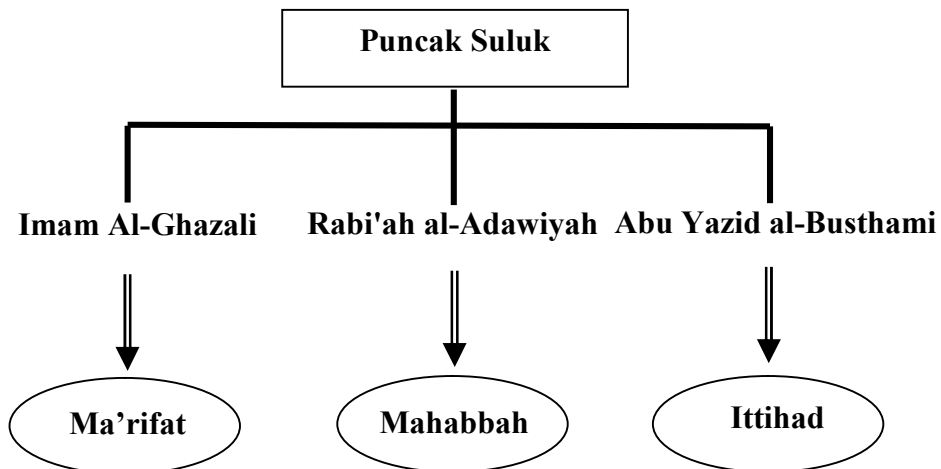 Puncak Suluk
Imam Al-Ghazali
Rabi'ah al-Adawiyah
Abu Yazid al-Busthami
Ma’rifat
Mahabbah
Ittihad